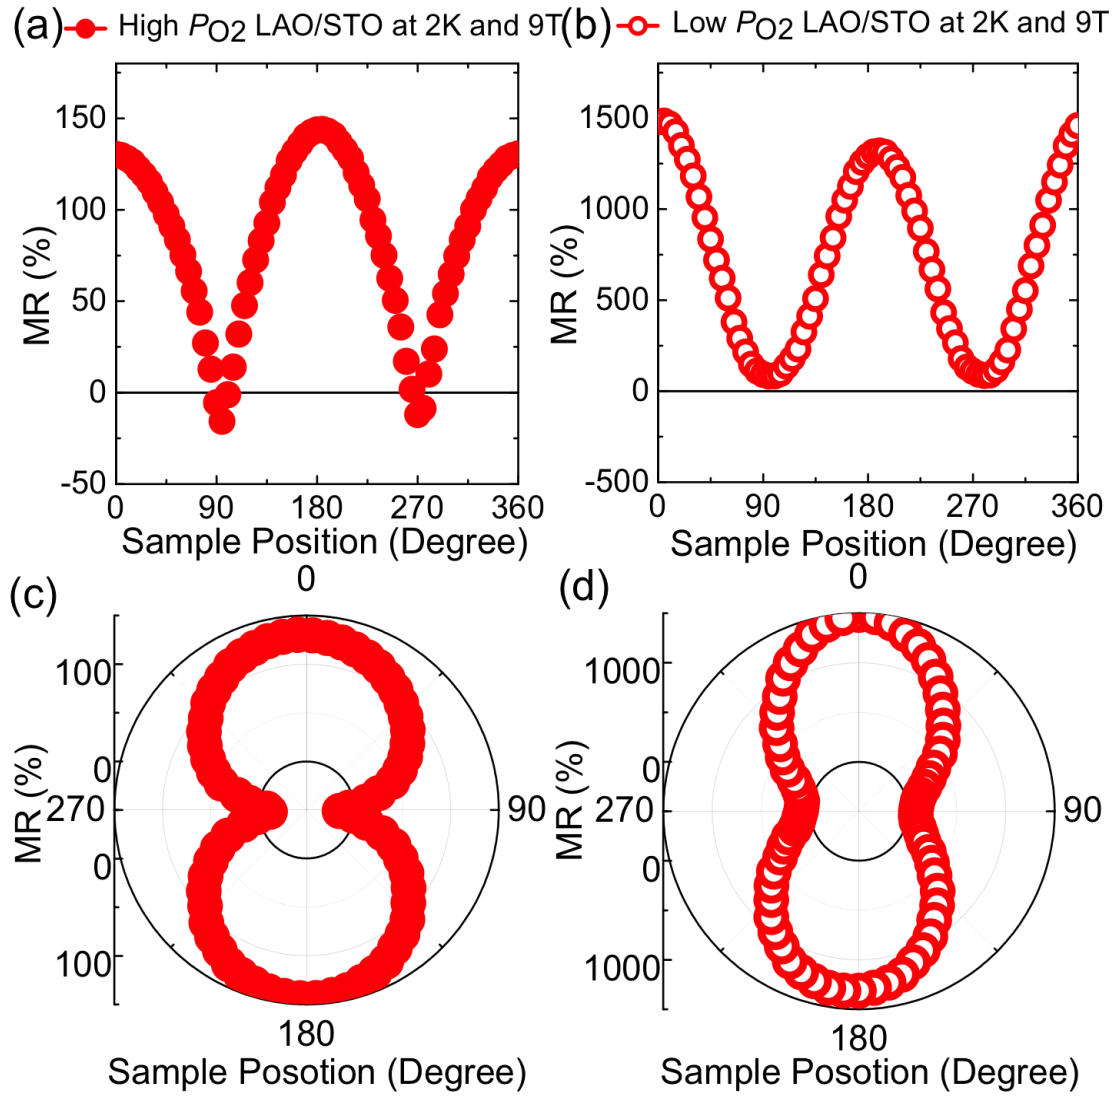 (a) High PO2 LAO/STO at 2K and 9T
(b) Low PO2 LAO/STO at 2K and 9T
MR (%)
150
100
50
0
-50
0 90 180 270 360
Sample Position (Degree)
MR (%)
1500
1000
500
0
-500
0 90 180 270 360
Sample Position (Degree)
(c)
0
MR (%)
100
0
270
90
0
100
180
Sample Posotion (Degree)
(d)
0
MR (%)
1000
0
270
90
0
1000
180
Sample Posotion (Degree)